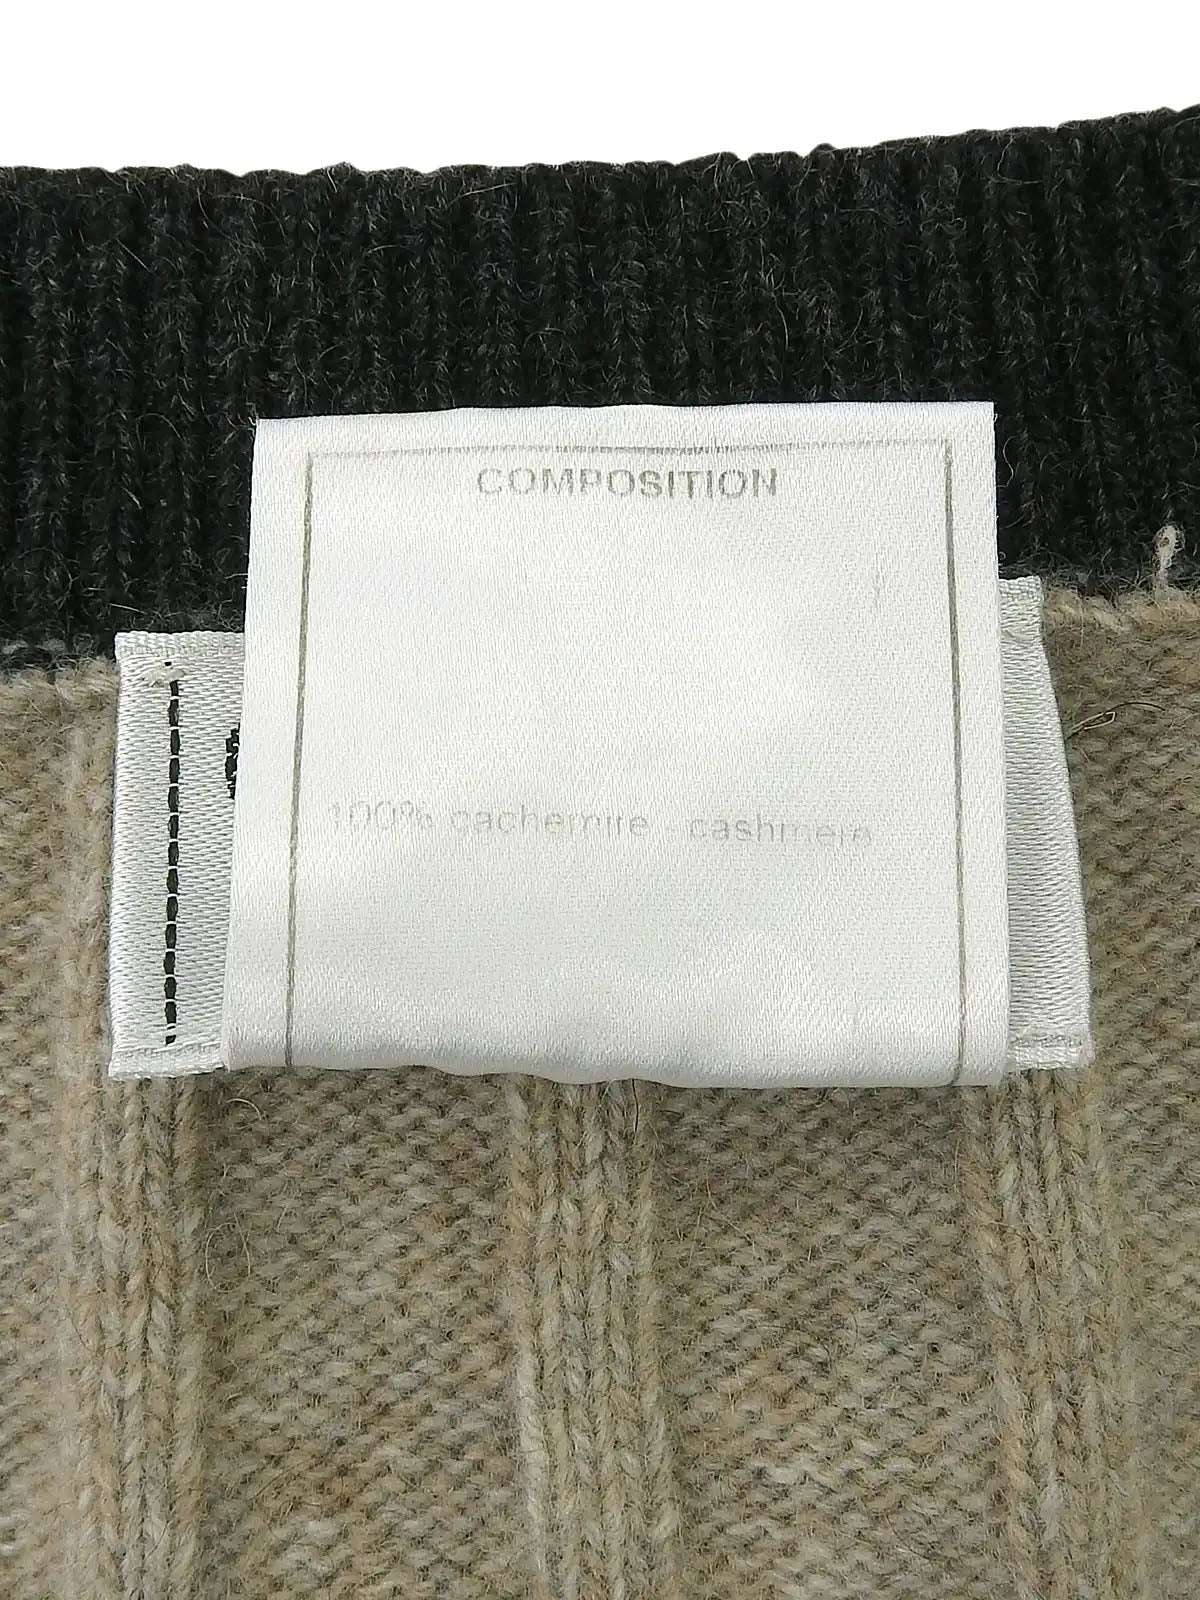 COMPOSITION
100% cachemire cashmere